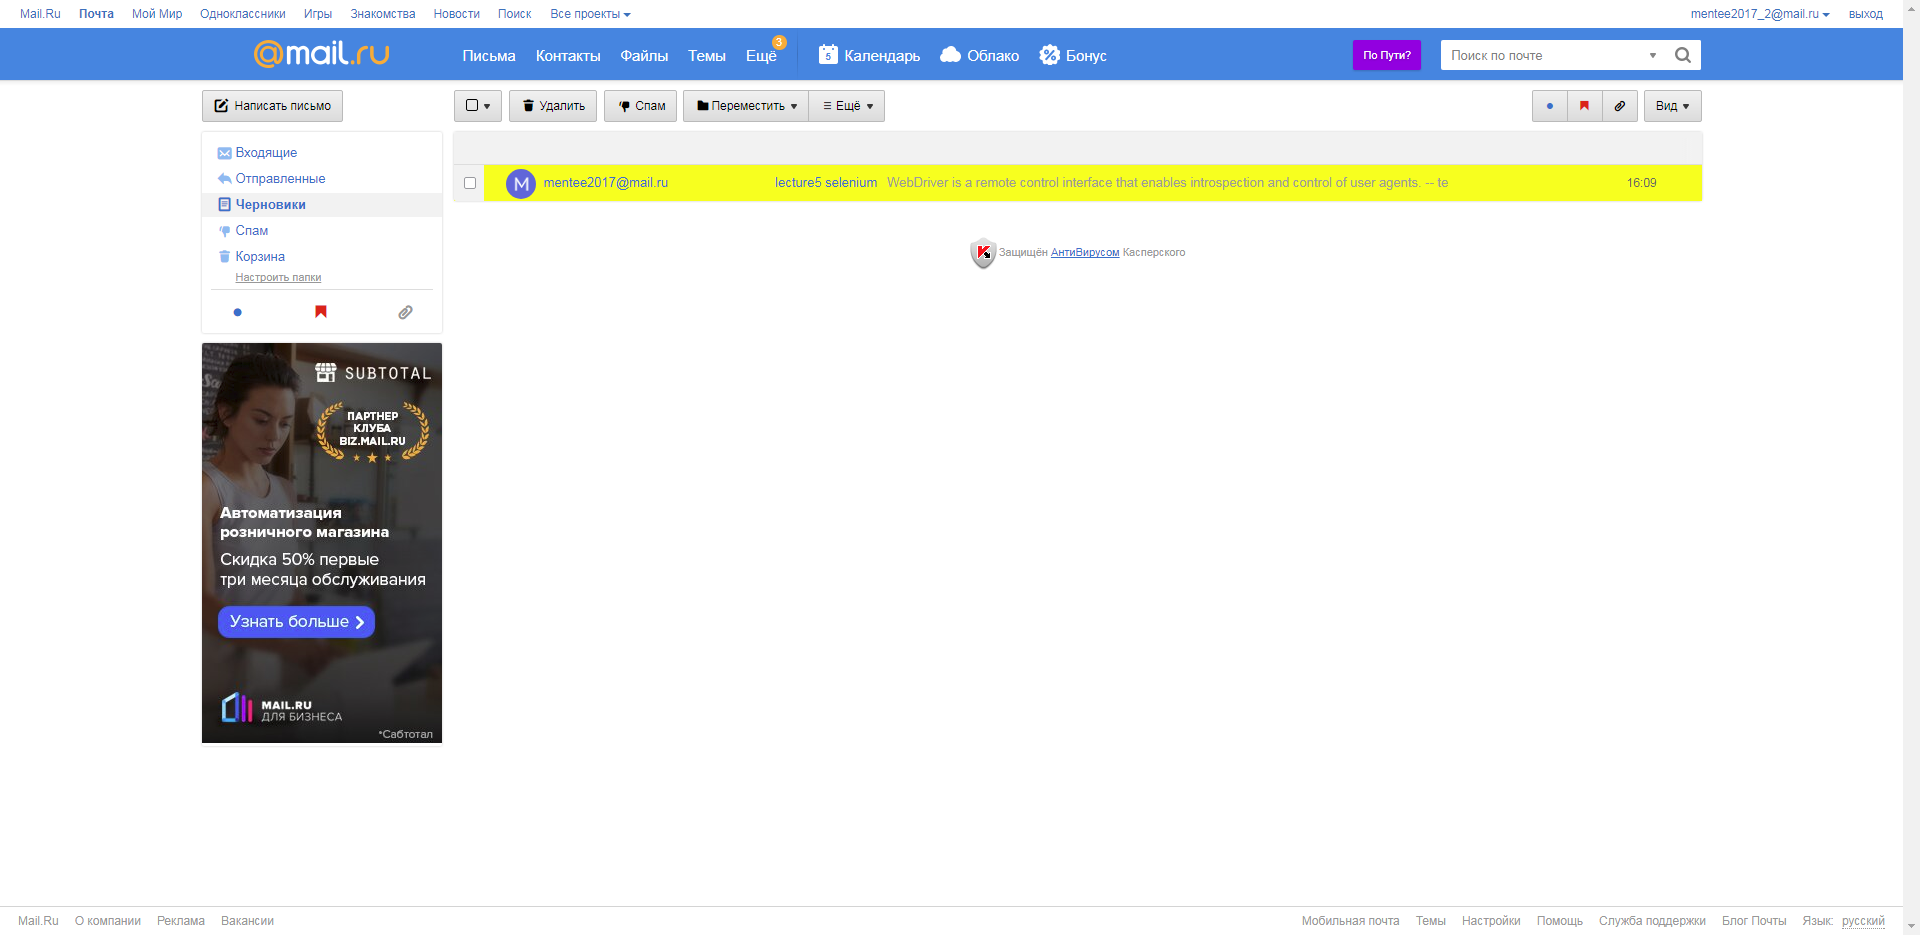 Mail.Ru Почта Мой Мир Одноклассники Игры Знакомства Новости Поиск Все проекты mentee2017_2@mail.ru выход
@mail.ru Письма Контакты Файлы Темы Ещё 3 5 Календарь Облако Бонус По Пути? Поиск по почте
Написать письмо Удалить Спам Переместить Ещё Вид
Входящие
Отправленные
Черновики
Спам
Корзина
Настроить папки
M mentee2017@mail.ru lecture5 selenium WebDriver is a remote control interface that enables introspection and control of user agents. -- te 16:09
Защищён АнтиВирусом Касперского
SUBTOTAL
ПАРТНЕР
КЛУБА
BIZ.MAIL.RU
Автоматизация
розничного магазина
Скидка 50% первые
три месяца обслуживания
Узнать больше
MAIL.RU
ДЛЯ БИЗНЕСА
*Сабтотал
Mail.Ru О компании Реклама Вакансии Мобильная почта Темы Настройки Помощь Служба поддержки Блог Почты Язык: русский